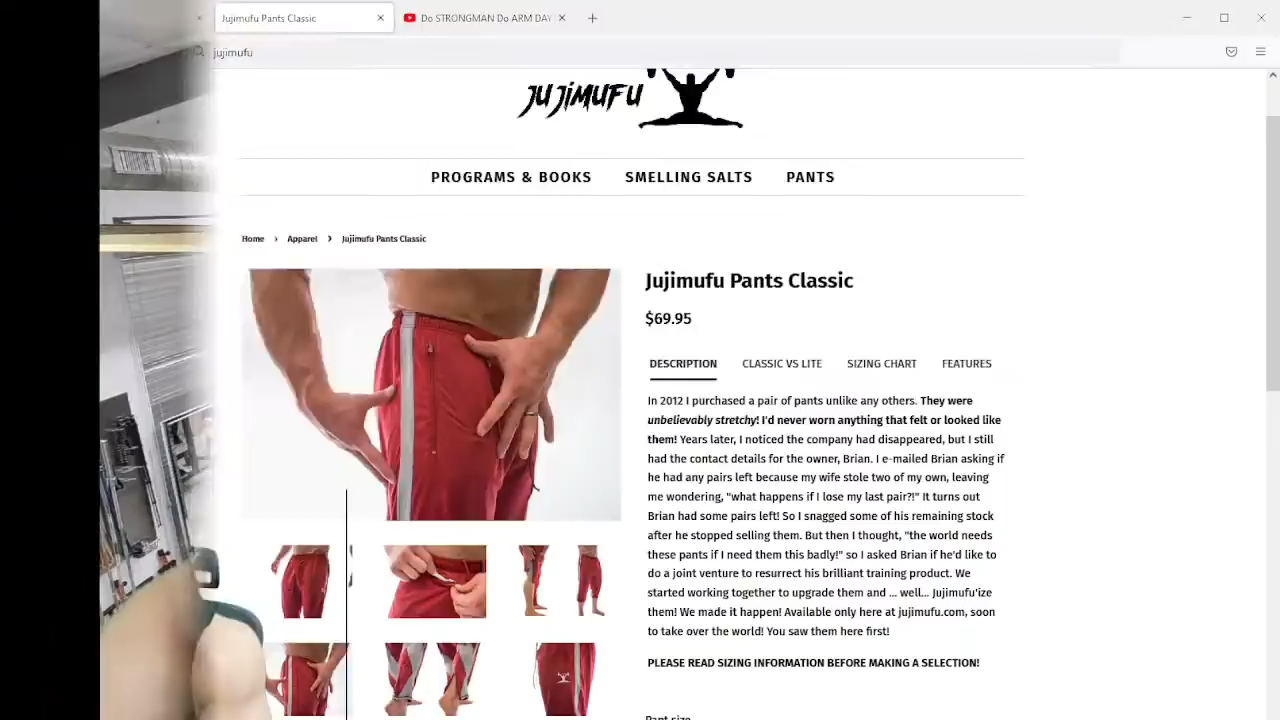 Jujimufu Pants Classic
Do STRONGMAN Do ARM DAY
jujimufu
JUJIMUFU
PROGRAMS & BOOKS SMELLING SALTS PANTS
Home › Apparel › Jujimufu Pants Classic
Jujimufu Pants Classic
$69.95
DESCRIPTION CLASSIC VS LITE SIZING CHART FEATURES
In 2012 I purchased a pair of pants unlike any others. They were
unbelievably stretchy! I'd never worn anything that felt or looked like
them! Years later, I noticed the company had disappeared, but I still
had the contact details for the owner, Brian. I e-mailed Brian asking if
he had any pairs left because my wife stole two of my own, leaving
me wondering, "what happens if I lose my last pair?!" It turns out
Brian had some pairs left! So I snagged some of his remaining stock
after he stopped selling them. But then I thought, "the world needs
these pants if I need them this badly!" so I asked Brian if he'd like to
do a joint venture to resurrect his brilliant training product. We
started working together to upgrade them and ... well... Jujimufu'ize
them! We made it happen! Available only here at jujimufu.com, soon
to take over the world! You saw them here first!
PLEASE READ SIZING INFORMATION BEFORE MAKING A SELECTION!
Pant size